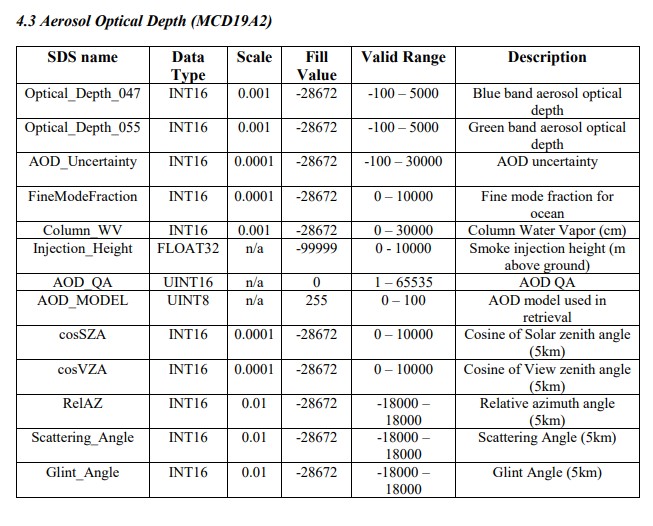 4.3 Aerosol Optical Depth (MCD19A2)
SDS name Data Type Scale Fill Value Valid Range Description
Optical_Depth_047 INT16 0.001 -28672 -100 – 5000 Blue band aerosol optical depth
Optical_Depth_055 INT16 0.001 -28672 -100 – 5000 Green band aerosol optical depth
AOD_Uncertainty INT16 0.0001 -28672 -100 – 30000 AOD uncertainty
FineModeFraction INT16 0.0001 -28672 0 – 10000 Fine mode fraction for ocean
Column_WV INT16 0.001 -28672 0 – 30000 Column Water Vapor (cm)
Injection_Height FLOAT32 n/a -99999 0 - 10000 Smoke injection height (m above ground)
AOD_QA UINT16 n/a 0 1 – 65535 AOD QA
AOD_MODEL UINT8 n/a 255 0 – 100 AOD model used in retrieval
cosSZA INT16 0.0001 -28672 0 – 10000 Cosine of Solar zenith angle (5km)
cosVZA INT16 0.0001 -28672 0 – 10000 Cosine of View zenith angle (5km)
RelAZ INT16 0.01 -28672 -18000 – 18000 Relative azimuth angle (5km)
Scattering_Angle INT16 0.01 -28672 -18000 – 18000 Scattering Angle (5km)
Glint_Angle INT16 0.01 -28672 -18000 – 18000 Glint Angle (5km)